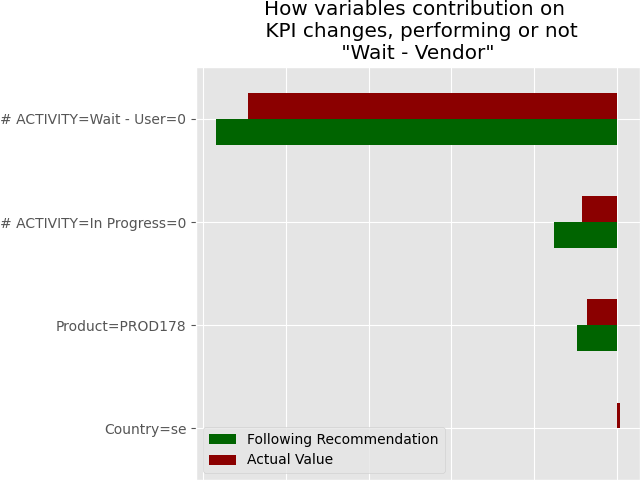 How variables contribution on
KPI changes, performing or not
"Wait - Vendor"
# ACTIVITY=Wait - User=0
# ACTIVITY=In Progress=0
Product=PROD178
Country=se
Following Recommendation
Actual Value